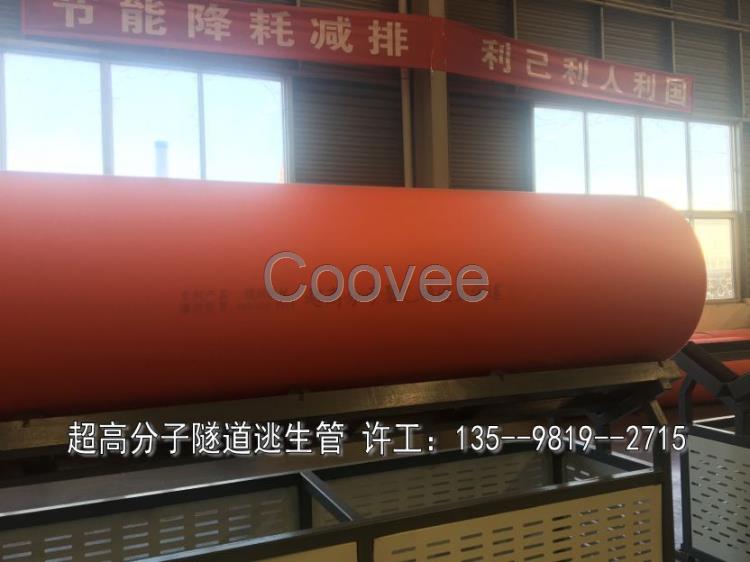 节能降耗减排 利己利人利国
Coovee
超高分子隧道逃生管 许工：135--9819--2715